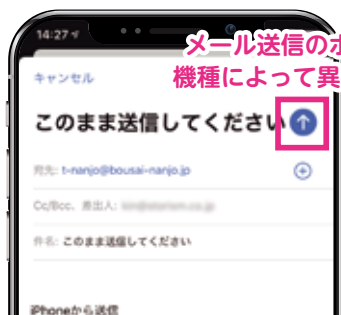 14:27
メール送信のボ
機種によって異
キャンセル
このまま送信してください
宛先: t-nanjo@bousai-nanjo.jp
Cc/Bcc、差出人:
件名: このまま送信してください
iPhoneから送信